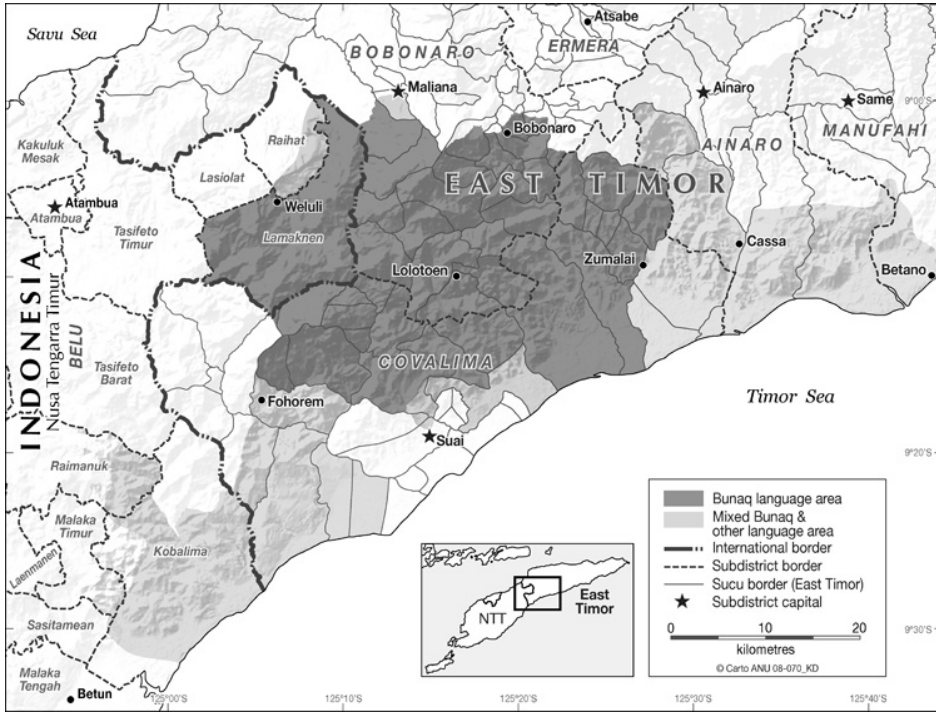 Savu Sea
BOBONARO
ERMERA
Atsabe
Maliana
Ainaro
Same
9°00'S
Kakuluk
Mesak
Raihat
Bobonaro
AINARO
MANUFAHI
Lasiolat
EAST TIMOR
Atambua
Atambua
Weluli
Lamaknen
Tasifeto
Timur
Cassa
Lolotoen
Zumalai
Betano
INDONESIA
Nusa Tengarra Timur
BELU
COVALIMA
Tasifeto
Barat
Fohorem
Timor Sea
Suai
9°20'S
Raimanuk
Malaka
Timur
Kobalima
Laenmanen
Sasitamean
Malaka
Tengah
Betun
125°00'E
125°10'E
125°20'E
125°30'E
125°40'E
9°30'S
NTT
East
Timor
Bunaq language area
Mixed Bunaq &
other language area
International border
Subdistrict border
Sucu border (East Timor)
Subdistrict capital
0 10 20
kilometres
© Carto ANU 08-070_KD